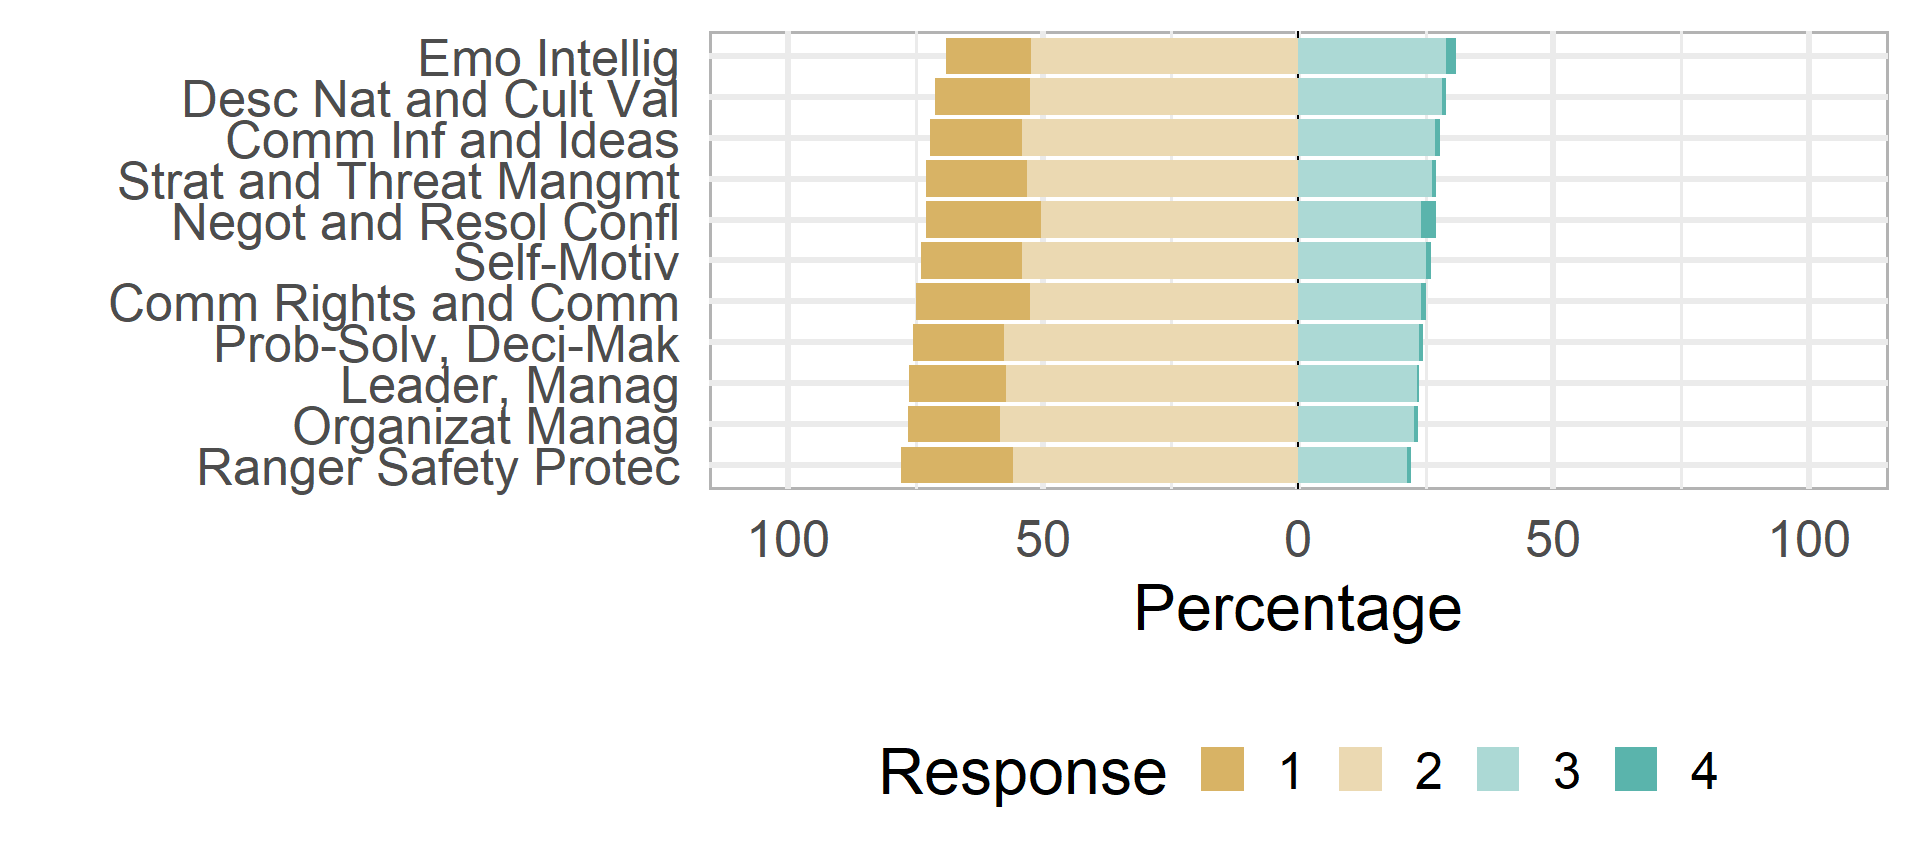 Emo Intellig
Desc Nat and Cult Val
Comm Inf and Ideas
Strat and Threat Mangmt
Negot and Resol Confl
Self-Motiv
Comm Rights and Comm
Prob-Solv, Deci-Mak
Leader, Manag
Organizat Manag
Ranger Safety Protec
100 50 0 50 100
Percentage
Response 1 2 3 4